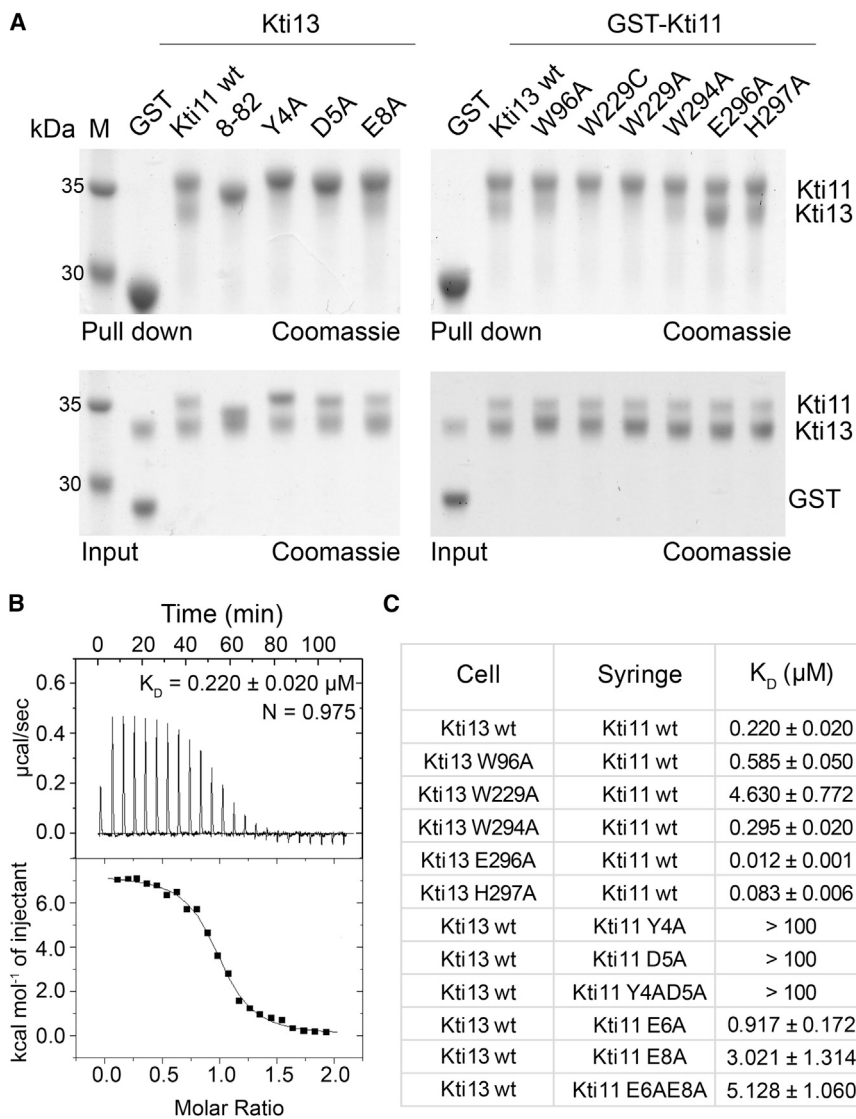 A
Kti13
GST-Kti11
kDa M GST Kti11 wt 8-82 Y4A D5A E8A
GST Kti13 wt W96A W229C W229A W294A E296A H297A
35
30
Kti11
Kti13
Pull down Coomassie
Pull down Coomassie
35
30
Kti11
Kti13
GST
Input Coomassie
Input Coomassie
B
Time (min)
0 20 40 60 80 100
K_D = 0.220 ± 0.020 µM
N = 0.975
µcal/sec
0.6
0.4
0.2
0.0
kcal mol⁻¹ of injectant
6.0
4.0
2.0
0.0
0.0 0.5 1.0 1.5 2.0
Molar Ratio
C
Cell Syringe K_D (µM)
Kti13 wt Kti11 wt 0.220 ± 0.020
Kti13 W96A Kti11 wt 0.585 ± 0.050
Kti13 W229A Kti11 wt 4.630 ± 0.772
Kti13 W294A Kti11 wt 0.295 ± 0.020
Kti13 E296A Kti11 wt 0.012 ± 0.001
Kti13 H297A Kti11 wt 0.083 ± 0.006
Kti13 wt Kti11 Y4A > 100
Kti13 wt Kti11 D5A > 100
Kti13 wt Kti11 Y4AD5A > 100
Kti13 wt Kti11 E6A 0.917 ± 0.172
Kti13 wt Kti11 E8A 3.021 ± 1.314
Kti13 wt Kti11 E6AE8A 5.128 ± 1.060